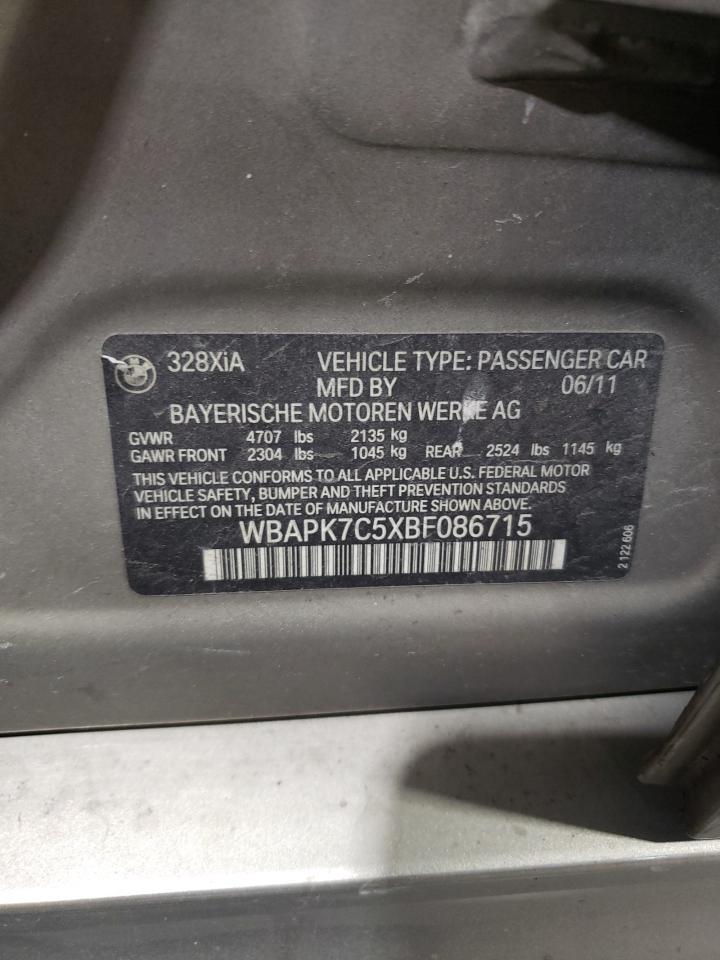 328XiA VEHICLE TYPE: PASSENGER CAR
MFD BY 06/11
BAYERISCHE MOTOREN WERKE AG
GVWR 4707 lbs 2135 kg
GAWR FRONT 2304 lbs 1045 kg REAR 2524 lbs 1145 kg
THIS VEHICLE CONFORMS TO ALL APPLICABLE U.S. FEDERAL MOTOR
VEHICLE SAFETY, BUMPER AND THEFT PREVENTION STANDARDS
IN EFFECT ON THE DATE OF MANUFACTURE SHOWN ABOVE.
WBAPK7C5XBF086715
2 122 606